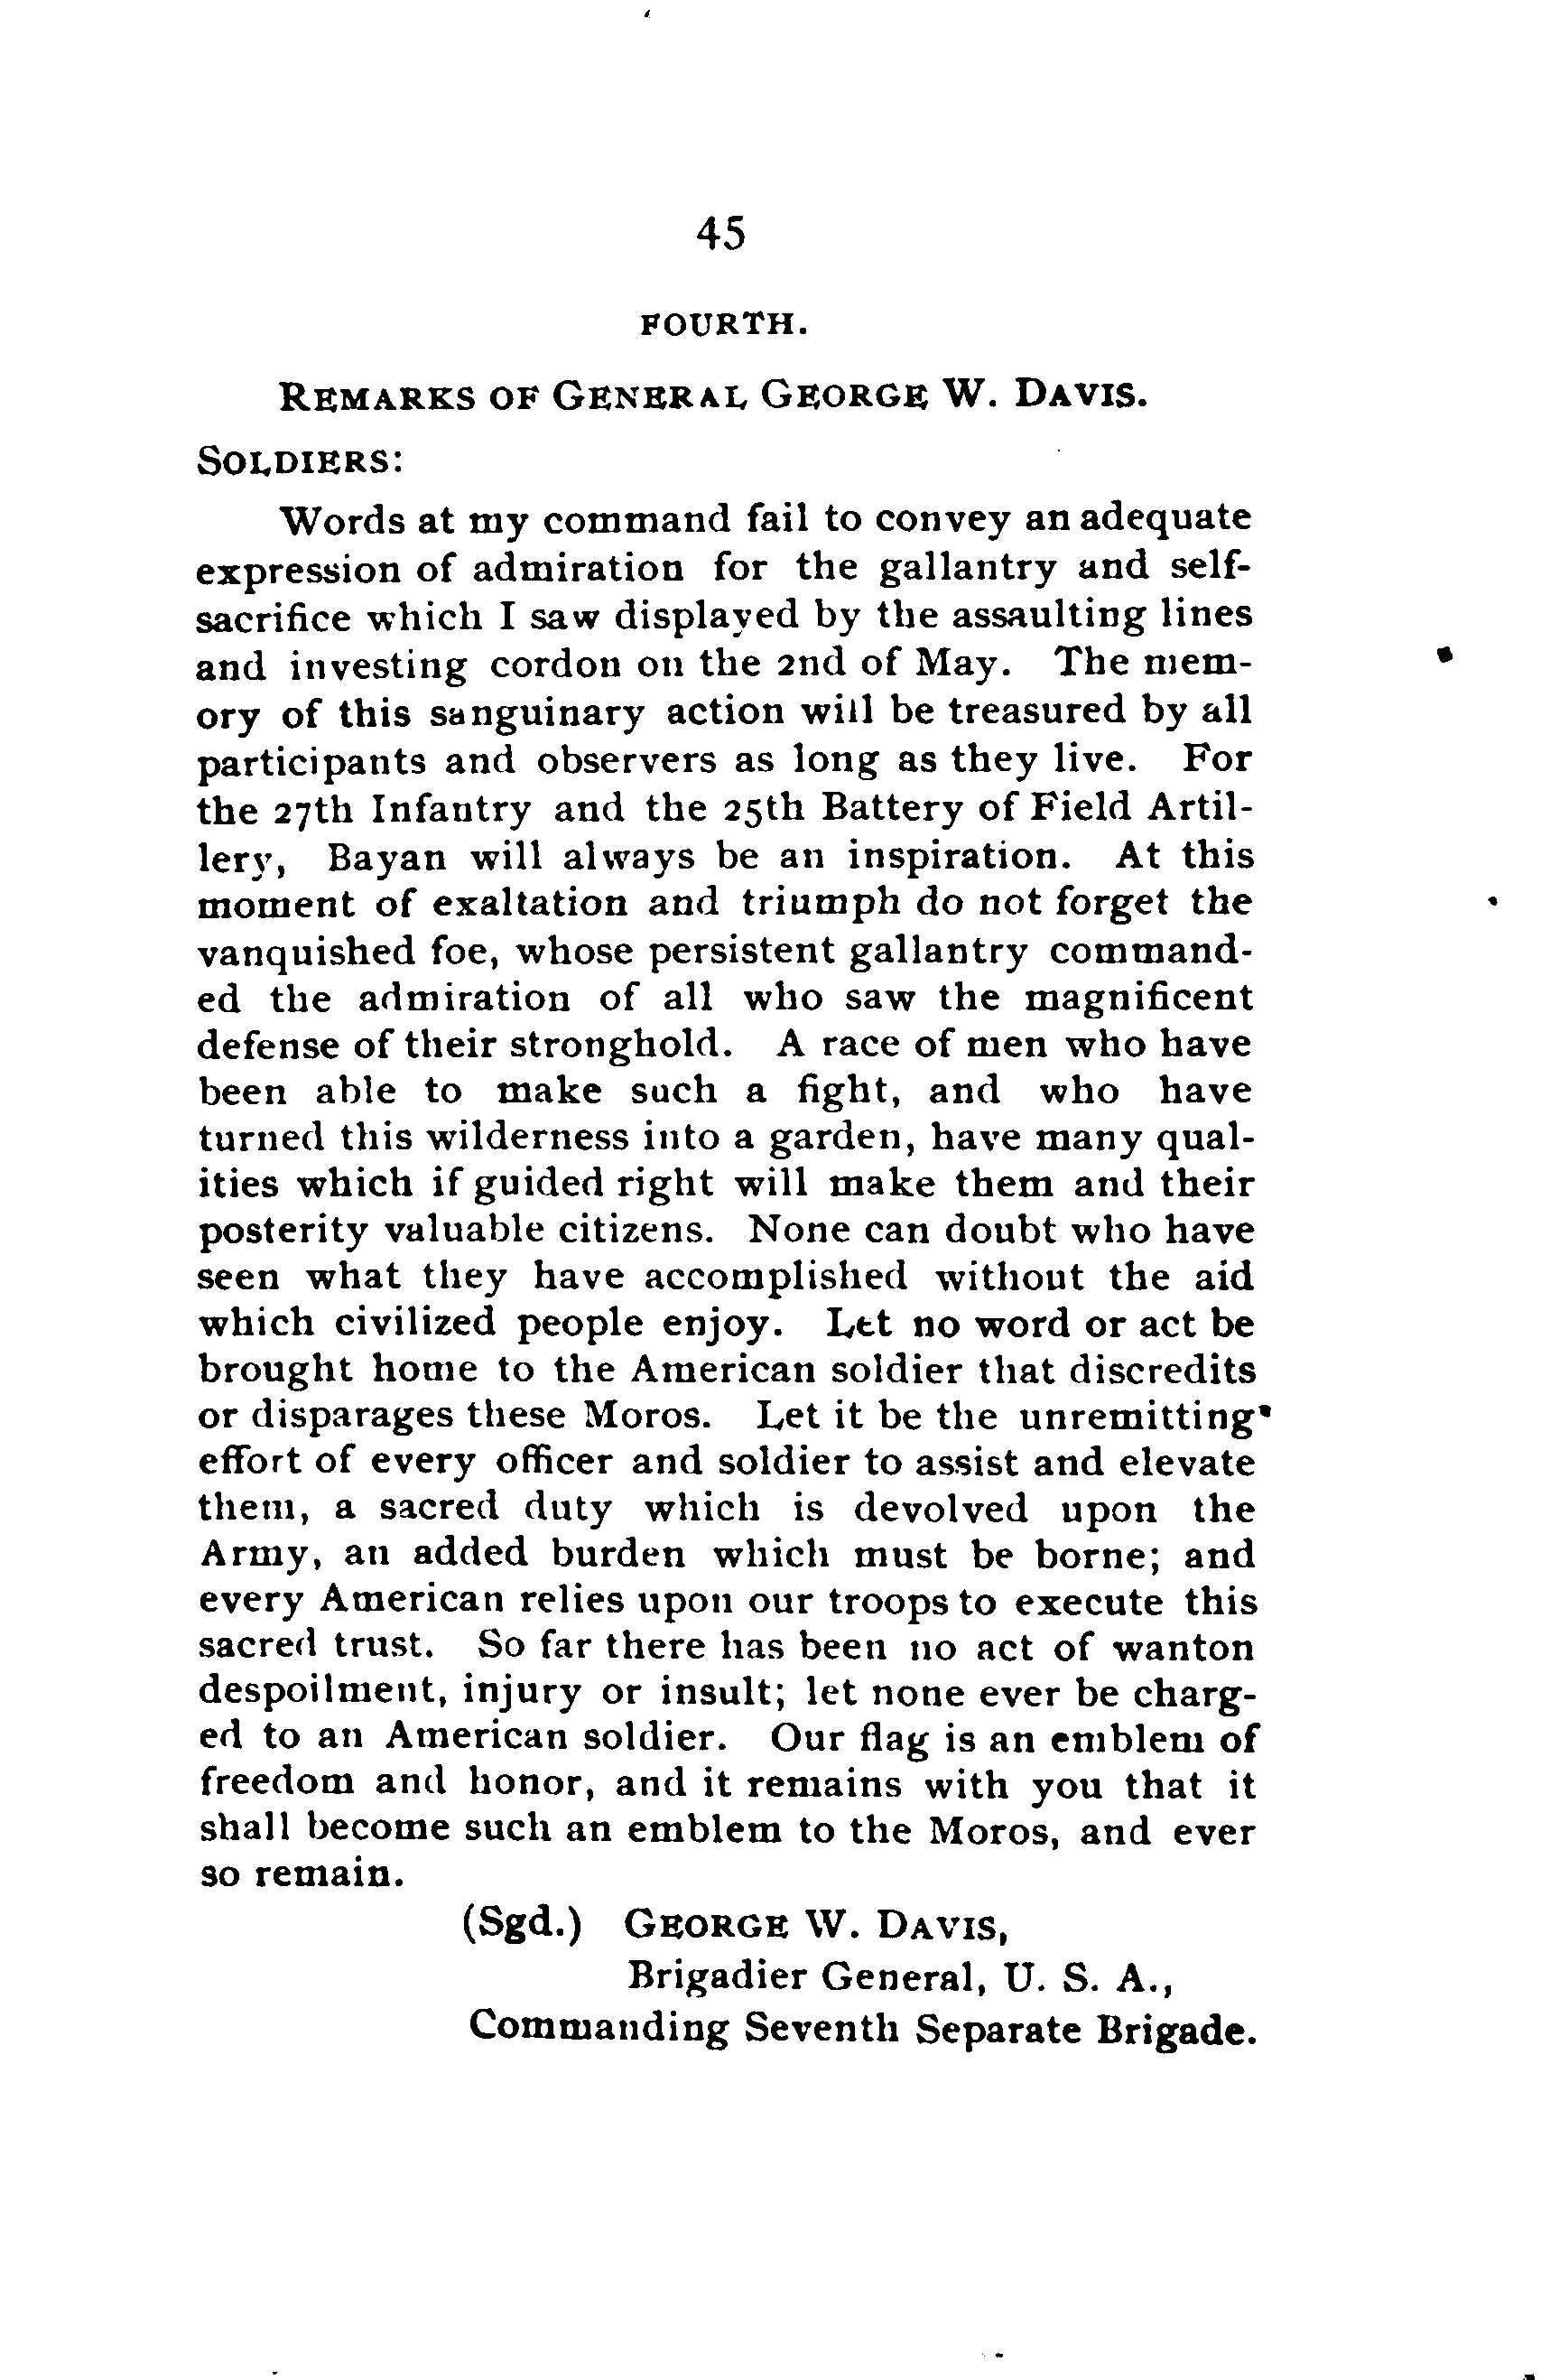 45
FOURTH.
REMARKS OF GENERAL GEORGE W. DAVIS.
SOLDIERS:
Words at my command fail to convey an adequate
expression of admiration for the gallantry and self-
sacrifice which I saw displayed by the assaulting lines
and investing cordon on the 2nd of May. The mem-
ory of this sanguinary action will be treasured by all
participants and observers as long as they live. For
the 27th Infantry and the 25th Battery of Field Artil-
lery, Bayan will always be an inspiration. At this
moment of exaltation and triumph do not forget the
vanquished foe, whose persistent gallantry command-
ed the admiration of all who saw the magnificent
defense of their stronghold. A race of men who have
been able to make such a fight, and who have
turned this wilderness into a garden, have many qual-
ities which if guided right will make them and their
posterity valuable citizens. None can doubt who have
seen what they have accomplished without the aid
which civilized people enjoy. Let no word or act be
brought home to the American soldier that discredits
or disparages these Moros. Let it be the unremitting
effort of every officer and soldier to assist and elevate
them, a sacred duty which is devolved upon the
Army, an added burden which must be borne; and
every American relies upon our troops to execute this
sacred trust. So far there has been no act of wanton
despoilment, injury or insult; let none ever be charg-
ed to an American soldier. Our flag is an emblem of
freedom and honor, and it remains with you that it
shall become such an emblem to the Moros, and ever
so remain.
(Sgd.) GEORGE W. DAVIS,
Brigadier General, U. S. A.,
Commanding Seventh Separate Brigade.